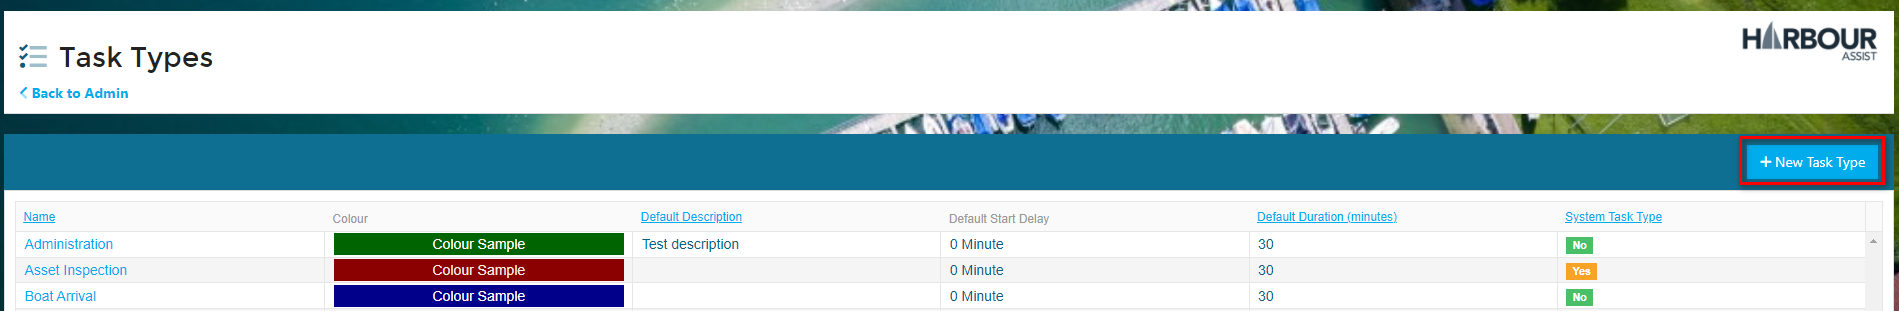 Task Types
HARBOUR
ASSIST
Back to Admin
+ New Task Type
Name Colour Default Description Default Start Delay Default Duration (minutes) System Task Type
Administration Colour Sample Test description 0 Minute 30 No
Asset Inspection Colour Sample 0 Minute 30 Yes
Boat Arrival Colour Sample 0 Minute 30 No